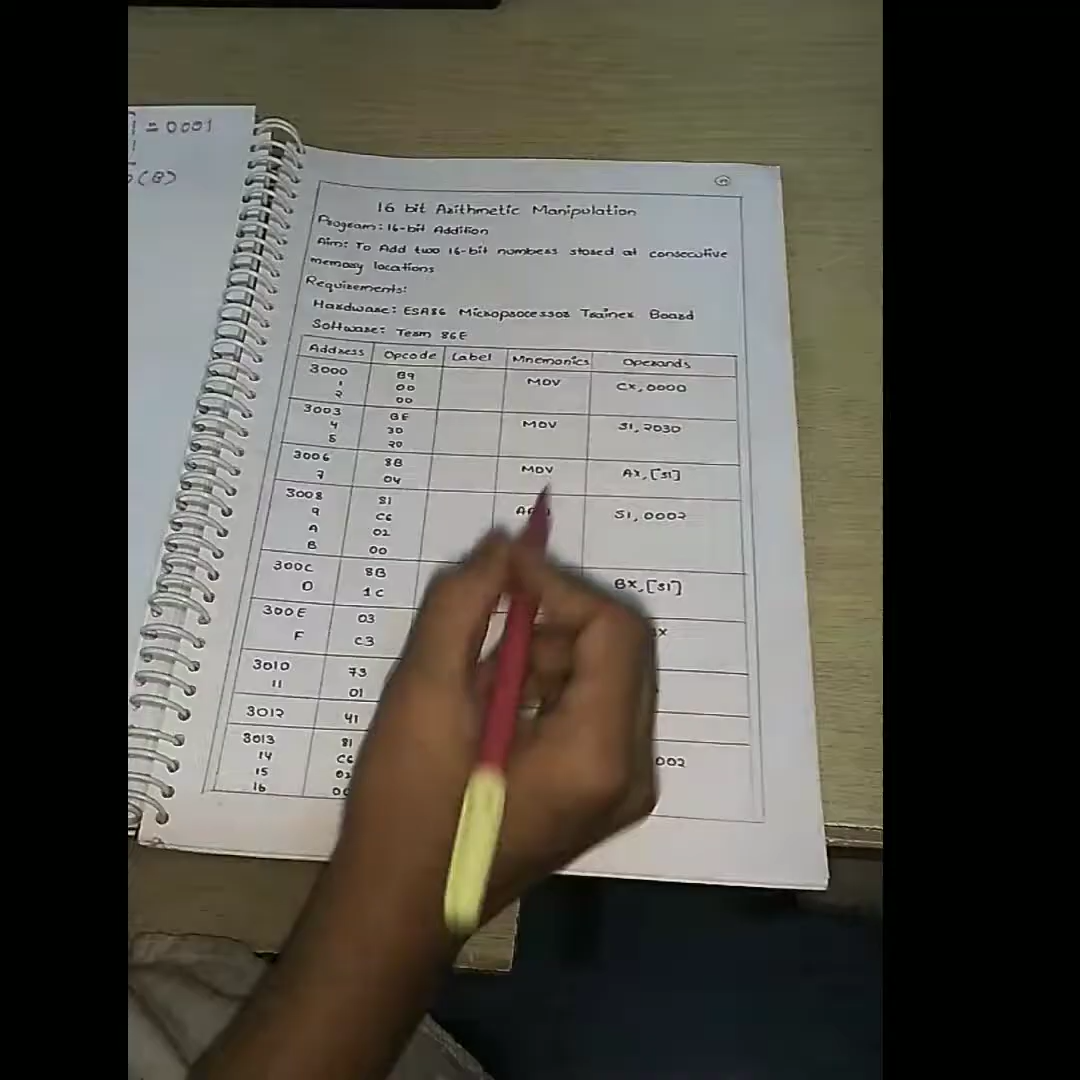 = 0001
(B)
17
16 bit Arithmetic Manipulation
Program: 16-bit Addition
Aim: To Add two 16-bit numbers stored at consecutive
memory locations
Requirements:
Hardware: ESA86 Microprocessor Trainer Board
Software: Team 86E
Address Opcode Label Mnemonics Operands
3000 B9 MOV CX, 0000
1 00
2 00
3003 BE MOV SI, 2030
4 30
5 20
3006 8B MOV AX, [SI]
7 04
3008 81 SI, 0002
9 C6
A 02
B 00
300C 8B BX, [SI]
D 1C
300E 03
F C3
3010 73
11 01
3012 41
3013 81 002
14 C6
15 02
16